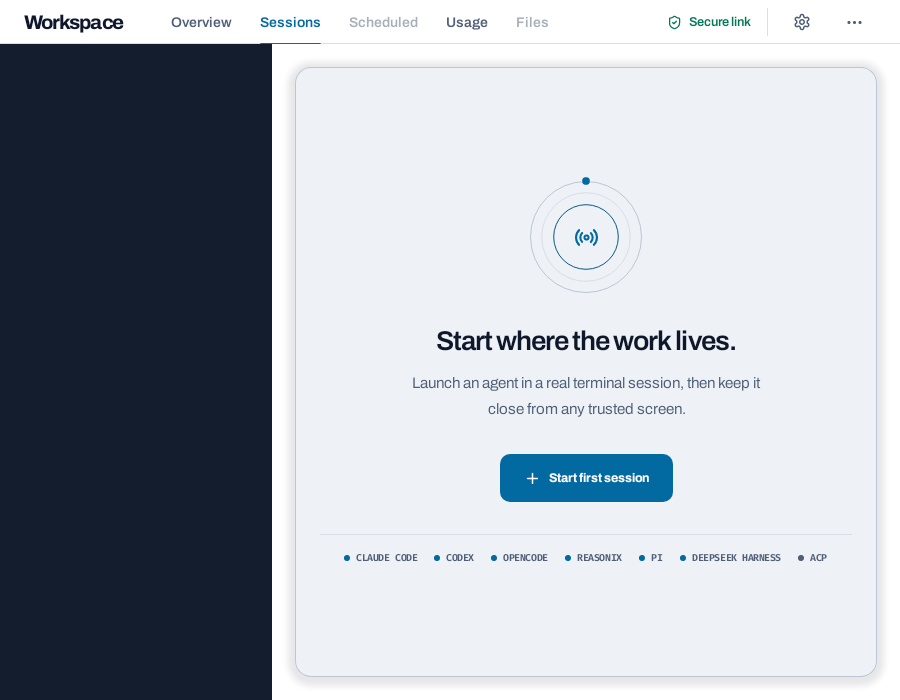 Workspace
Overview
Sessions
Scheduled
Usage
Files
Secure link
Start where the work lives.
Launch an agent in a real terminal session, then keep it
close from any trusted screen.
Start first session
CLAUDE CODE
CODEX
OPENCODE
REASONIX
PI
DEEPSEEK HARNESS
ACP